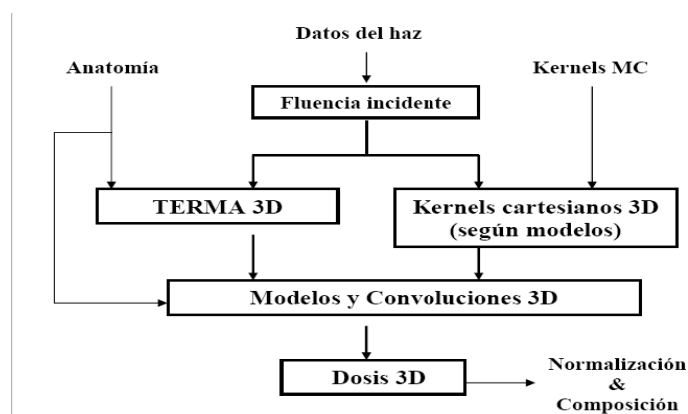 Datos del haz
Anatomía
Kernels MC
Fluencia incidente
TERMA 3D
Kernels cartesianos 3D
(según modelos)
Modelos y Convoluciones 3D
Dosis 3D
Normalización
&
Composición